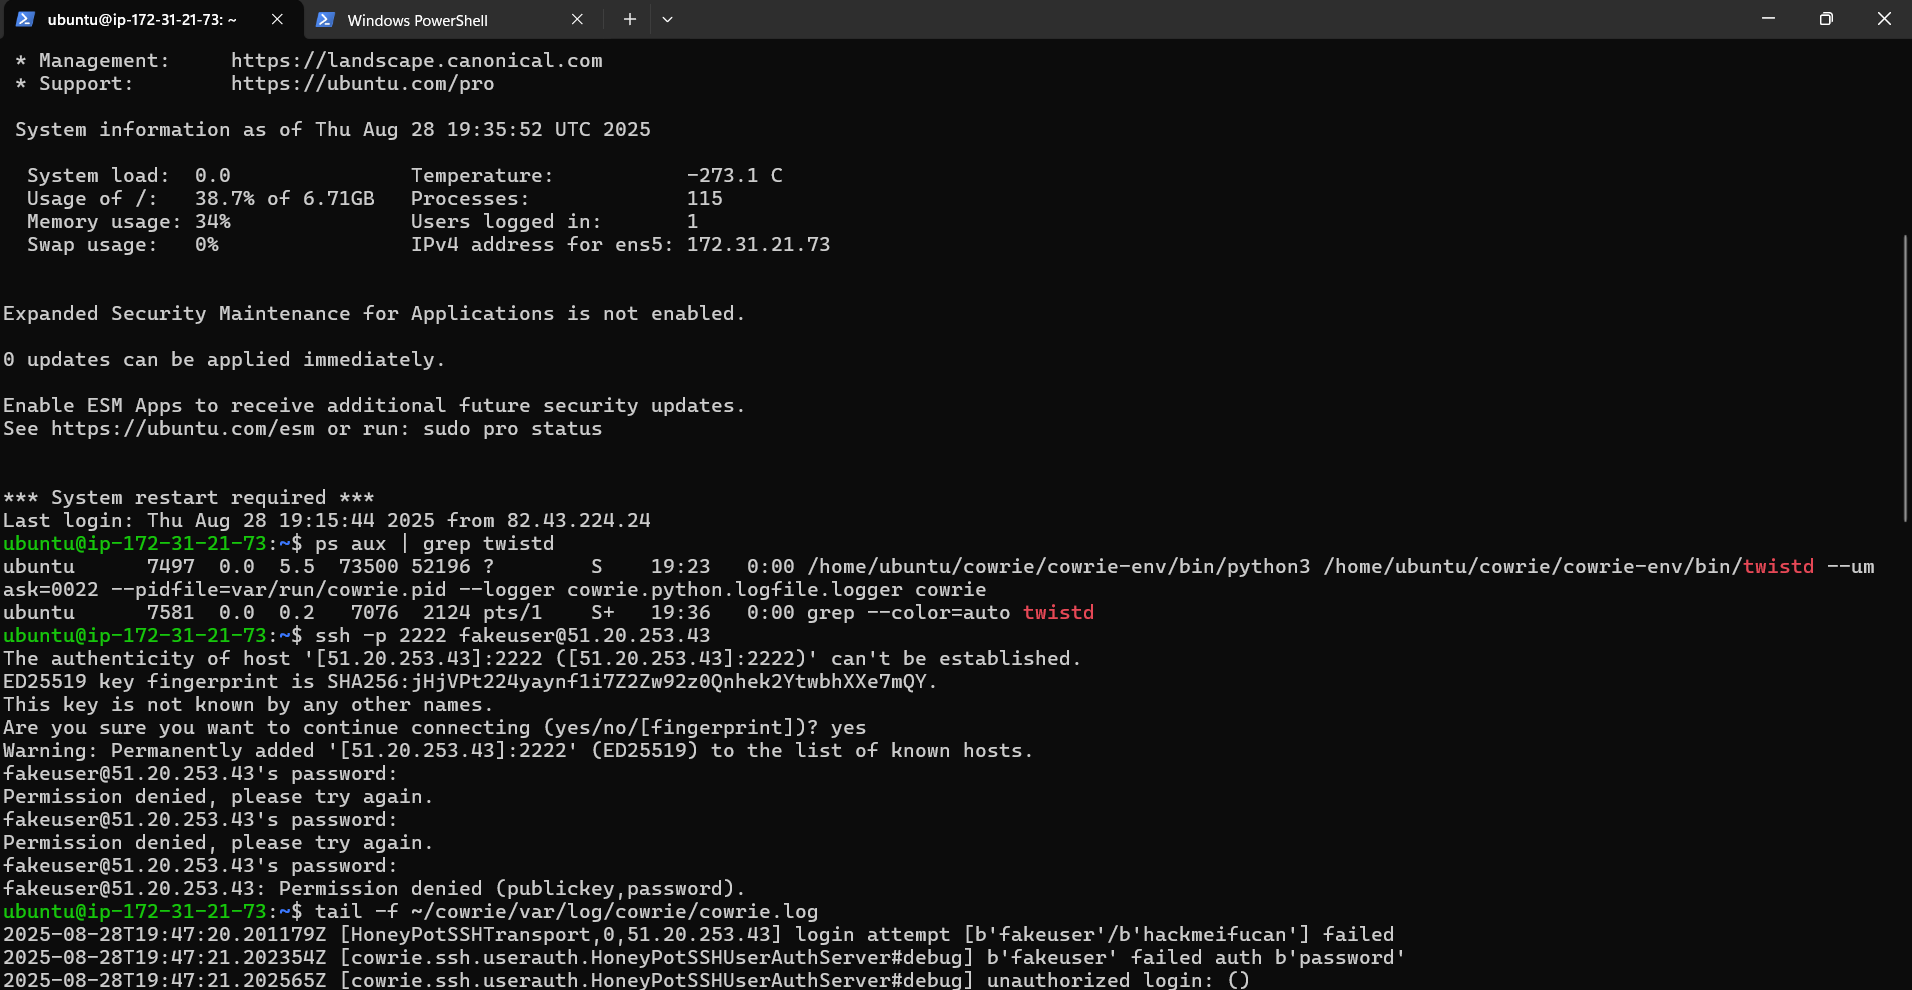 ubuntu@ip-172-31-21-73: ~
Windows PowerShell
* Management:     https://landscape.canonical.com
* Support:        https://ubuntu.com/pro
System information as of Thu Aug 28 19:35:52 UTC 2025
System load:  0.0               Temperature:           -273.1 C
Usage of /:   38.7% of 6.71GB   Processes:             115
Memory usage: 34%               Users logged in:       1
Swap usage:   0%                IPv4 address for ens5: 172.31.21.73
Expanded Security Maintenance for Applications is not enabled.
0 updates can be applied immediately.
Enable ESM Apps to receive additional future security updates.
See https://ubuntu.com/esm or run: sudo pro status
*** System restart required ***
Last login: Thu Aug 28 19:15:44 2025 from 82.43.224.24
ubuntu@ip-172-31-21-73:~$ ps aux | grep twistd
ubuntu      7497  0.0  5.5  73500 52196 ?        S    19:23   0:00 /home/ubuntu/cowrie/cowrie-env/bin/python3 /home/ubuntu/cowrie/cowrie-env/bin/twistd --um
ask=0022 --pidfile=var/run/cowrie.pid --logger cowrie.python.logfile.logger cowrie
ubuntu      7581  0.0  0.2   7076  2124 pts/1    S+   19:36   0:00 grep --color=auto twistd
ubuntu@ip-172-31-21-73:~$ ssh -p 2222 fakeuser@51.20.253.43
The authenticity of host '[51.20.253.43]:2222 ([51.20.253.43]:2222)' can't be established.
ED25519 key fingerprint is SHA256:jHjVPt224yaynf1i7Z2Zw92z0Qnhek2YtwbhXXe7mQY.
This key is not known by any other names.
Are you sure you want to continue connecting (yes/no/[fingerprint])? yes
Warning: Permanently added '[51.20.253.43]:2222' (ED25519) to the list of known hosts.
fakeuser@51.20.253.43's password:
Permission denied, please try again.
fakeuser@51.20.253.43's password:
Permission denied, please try again.
fakeuser@51.20.253.43's password:
fakeuser@51.20.253.43: Permission denied (publickey,password).
ubuntu@ip-172-31-21-73:~$ tail -f ~/cowrie/var/log/cowrie/cowrie.log
2025-08-28T19:47:20.201179Z [HoneyPotSSHTransport,0,51.20.253.43] login attempt [b'fakeuser'/b'hackmeifucan'] failed
2025-08-28T19:47:21.202354Z [cowrie.ssh.userauth.HoneyPotSSHUserAuthServer#debug] b'fakeuser' failed auth b'password'
2025-08-28T19:47:21.202565Z [cowrie.ssh.userauth.HoneyPotSSHUserAuthServer#debug] unauthorized login: ()